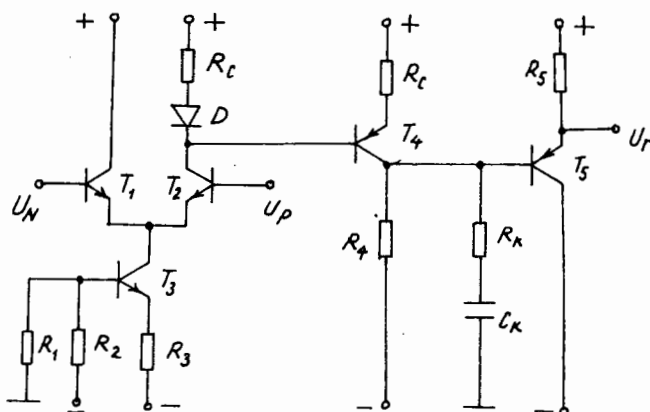 + + + +
R_C R_C R_5
D T_4 U_r
T_1 T_2 T_5
U_N U_P
R_4 R_k
T_3
C_k
R_1 R_2 R_3
− − − −